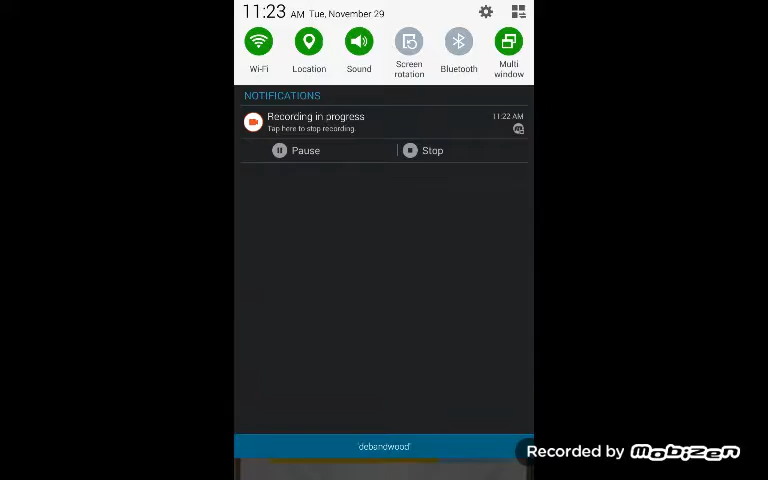 11:23 AM Tue, November 29
Wi-Fi Location Sound Screen rotation Bluetooth Multi window
NOTIFICATIONS
Recording in progress 11:22 AM
Tap here to stop recording.
Pause Stop
'debandwood'
Recorded by Mobizen